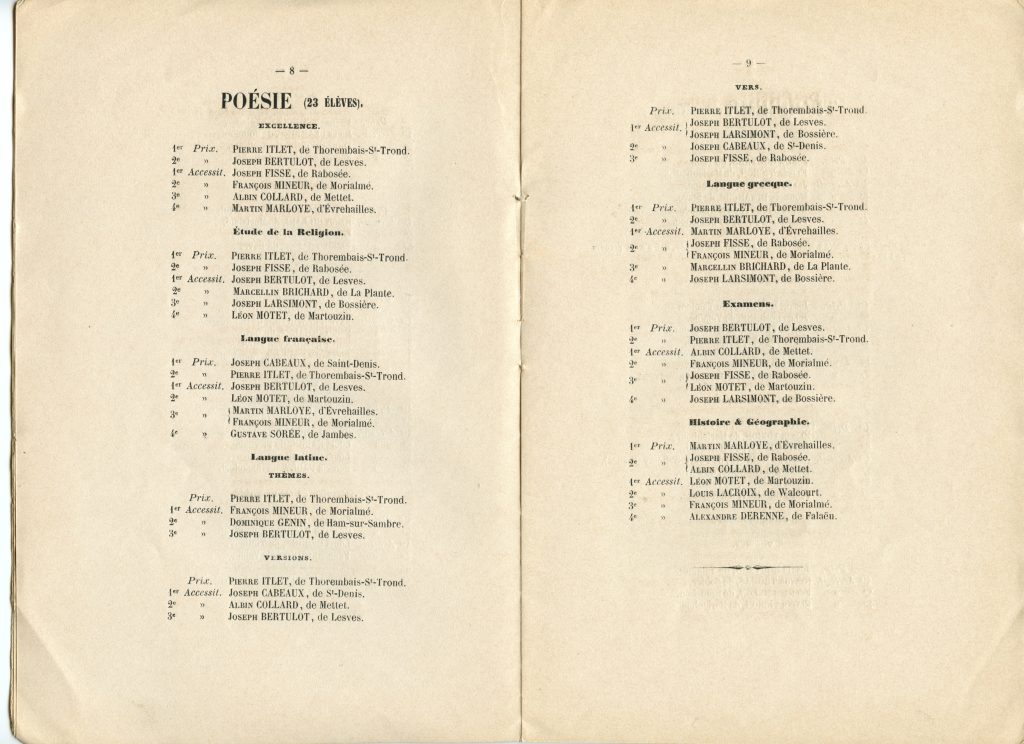 — 8 —
POÉSIE (23 ÉLÈVES).
EXCELLENCE.
1er Prix. PIERRE ITLET, de Thorembais-St-Trond.
2e » JOSEPH BERTULOT, de Lesves.
1er Accessit. JOSEPH FISSE, de Rabosée.
2e » FRANÇOIS MINEUR, de Morialmé.
3e » ALBIN COLLARD, de Mettet.
4e » MARTIN MARLOYE, d'Évrehailles.
Étude de la Religion.
1er Prix. PIERRE ITLET, de Thorembais-St-Trond.
2e » JOSEPH FISSE, de Rabosée.
1er Accessit. JOSEPH BERTULOT, de Lesves.
2e » MARCELLIN BRICHARD, de La Plante.
3e » JOSEPH LARSIMONT, de Bossière.
4e » LÉON MOTET, de Martouzin.
Langue française.
1er Prix. JOSEPH CABEAUX, de Saint-Denis.
2e » PIERRE ITLET, de Thorembais-St-Trond.
1er Accessit. JOSEPH BERTULOT, de Lesves.
2e » LÉON MOTET, de Martouzin.
3e » MARTIN MARLOYE, d'Évrehailles.
FRANÇOIS MINEUR, de Morialmé.
4e » GUSTAVE SORÉE, de Jambes.
Langue latine.
THÈMES.
Prix. PIERRE ITLET, de Thorembais-St-Trond.
1er Accessit. FRANÇOIS MINEUR, de Morialmé.
2e » DOMINIQUE GENIN, de Ham-sur-Sambre.
3e » JOSEPH BERTULOT, de Lesves.
VERSIONS.
Prix. PIERRE ITLET, de Thorembais-St-Trond.
1er Accessit. JOSEPH CABEAUX, de St-Denis.
2e » ALBIN COLLARD, de Mettet.
3e » JOSEPH BERTULOT, de Lesves.
— 9 —
VERS.
Prix. PIERRE ITLET, de Thorembais-St-Trond.
1er Accessit. JOSEPH BERTULOT, de Lesves.
JOSEPH LARSIMONT, de Bossière.
2e » JOSEPH CABEAUX, de St-Denis.
3e » JOSEPH FISSE, de Rabosée.
Langue grecque.
1er Prix. PIERRE ITLET, de Thorembais-St-Trond.
2e » JOSEPH BERTULOT, de Lesves.
1er Accessit. MARTIN MARLOYE, d'Évrehailles.
2e » JOSEPH FISSE, de Rabosée.
FRANÇOIS MINEUR, de Morialmé.
3e » MARCELLIN BRICHARD, de La Plante.
4e » JOSEPH LARSIMONT, de Bossière.
Examens.
1er Prix. JOSEPH BERTULOT, de Lesves.
2e » PIERRE ITLET, de Thorembais-St-Trond.
1er Accessit. ALBIN COLLARD, de Mettet.
2e » FRANÇOIS MINEUR, de Morialmé.
3e » JOSEPH FISSE, de Rabosée.
LÉON MOTET, de Martouzin.
4e » JOSEPH LARSIMONT, de Bossière.
Histoire & Géographie.
1er Prix. MARTIN MARLOYE, d'Évrehailles.
2e » JOSEPH FISSE, de Rabosée.
ALBIN COLLARD, de Mettet.
1er Accessit. LÉON MOTET, de Martouzin.
2e » LOUIS LACROIX, de Walcourt.
3e » FRANÇOIS MINEUR, de Morialmé.
4e » ALEXANDRE DERENNE, de Falaën.